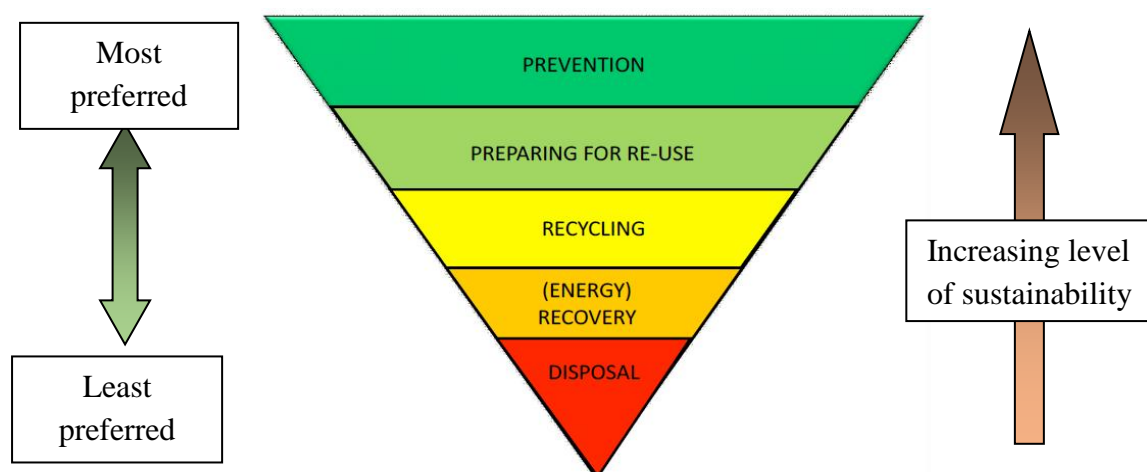 Most
preferred
PREVENTION
PREPARING FOR RE-USE
RECYCLING
(ENERGY)
RECOVERY
DISPOSAL
Least
preferred
Increasing level
of sustainability